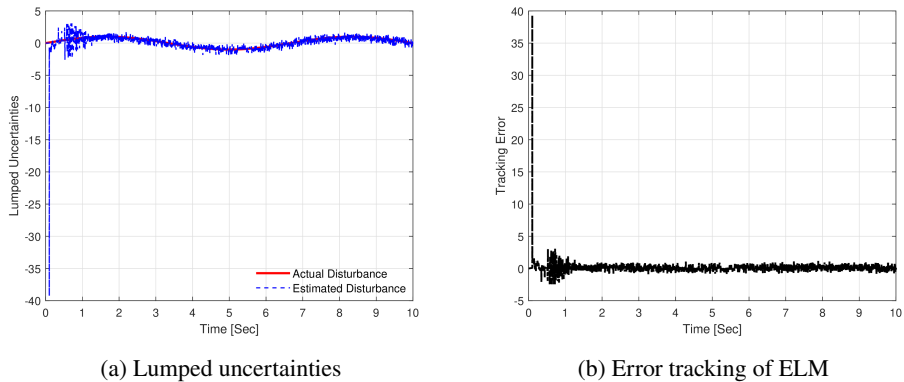 5
0
-5
-10
-15
-20
-25
-30
-35
-40
Lumped Uncertainties
Actual Disturbance
Estimated Disturbance
0 1 2 3 4 5 6 7 8 9 10
Time [Sec]
(a) Lumped uncertainties
40
35
30
25
20
15
10
5
0
-5
Tracking Error
0 1 2 3 4 5 6 7 8 9 10
Time [Sec]
(b) Error tracking of ELM